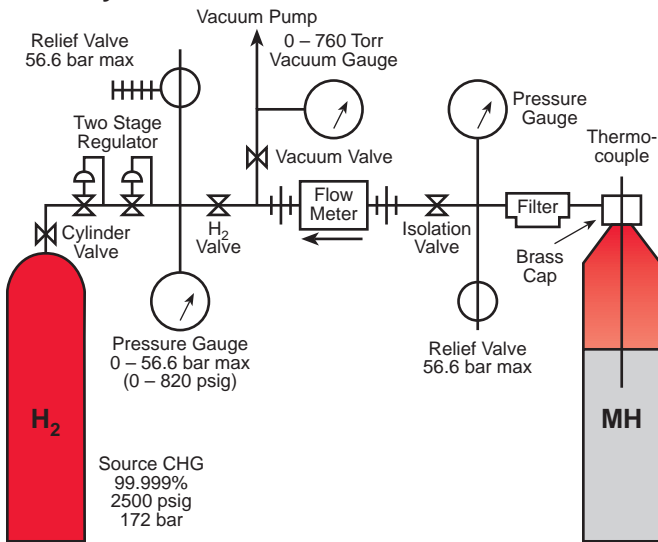 Vacuum Pump
Relief Valve
56.6 bar max
0 – 760 Torr
Vacuum Gauge
Pressure
Gauge
Thermo-
couple
Two Stage
Regulator
Vacuum Valve
Flow
Meter
Filter
Cylinder
Valve
H2
Valve
Isolation
Valve
Brass
Cap
Pressure Gauge
0 – 56.6 bar max
(0 – 820 psig)
Relief Valve
56.6 bar max
H2
MH
Source CHG
99.999%
2500 psig
172 bar